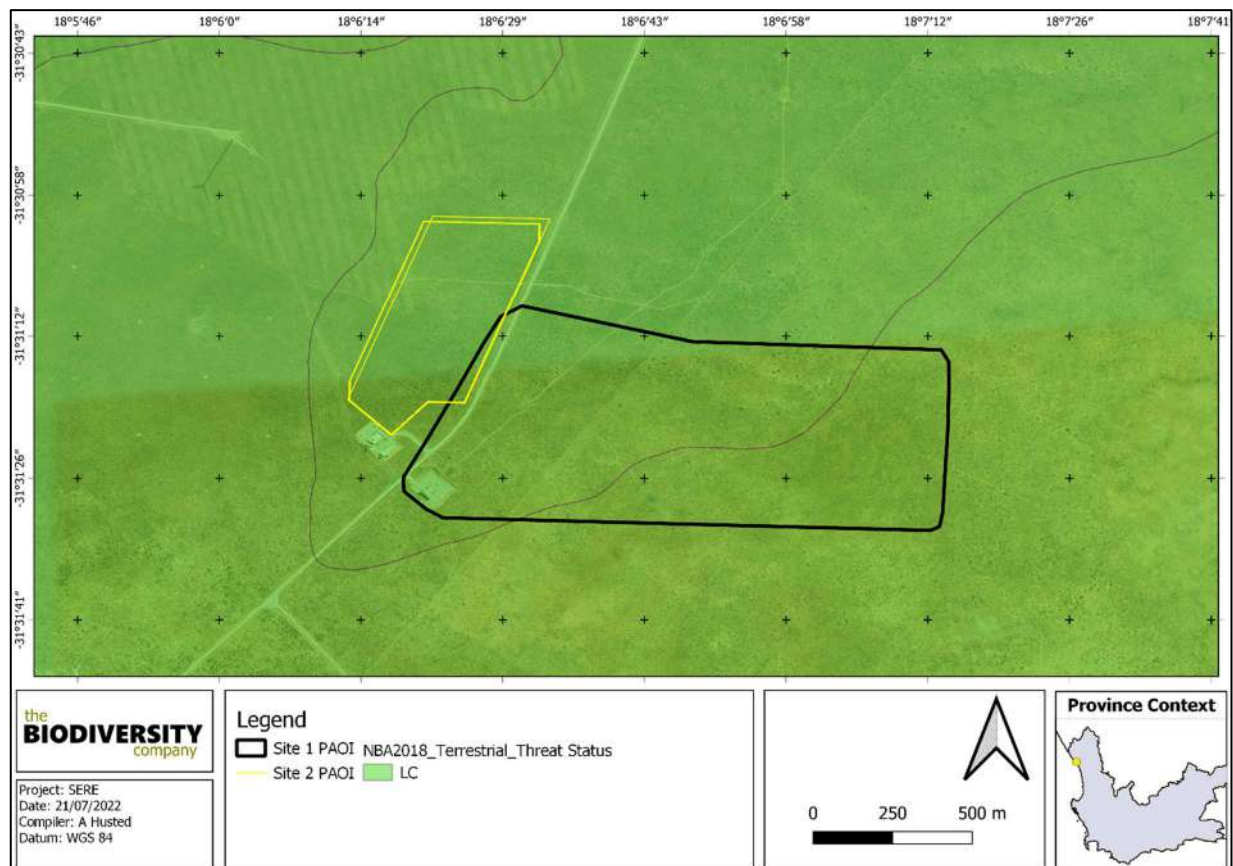 18°5′46″ 18°6′0″ 18°6′14″ 18°6′29″ 18°6′43″ 18°6′58″ 18°7′12″ 18°7′26″ 18°7′41″
-31°30′43″
-31°30′58″
-31°31′12″
-31°31′26″
-31°31′41″
the
BIODIVERSITY
company
Project: SERE
Date: 21/07/2022
Compiler: A Husted
Datum: WGS 84
Legend
Site 1 PAOI NBA2018_Terrestrial_Threat Status
Site 2 PAOI LC
0 250 500 m
Province Context